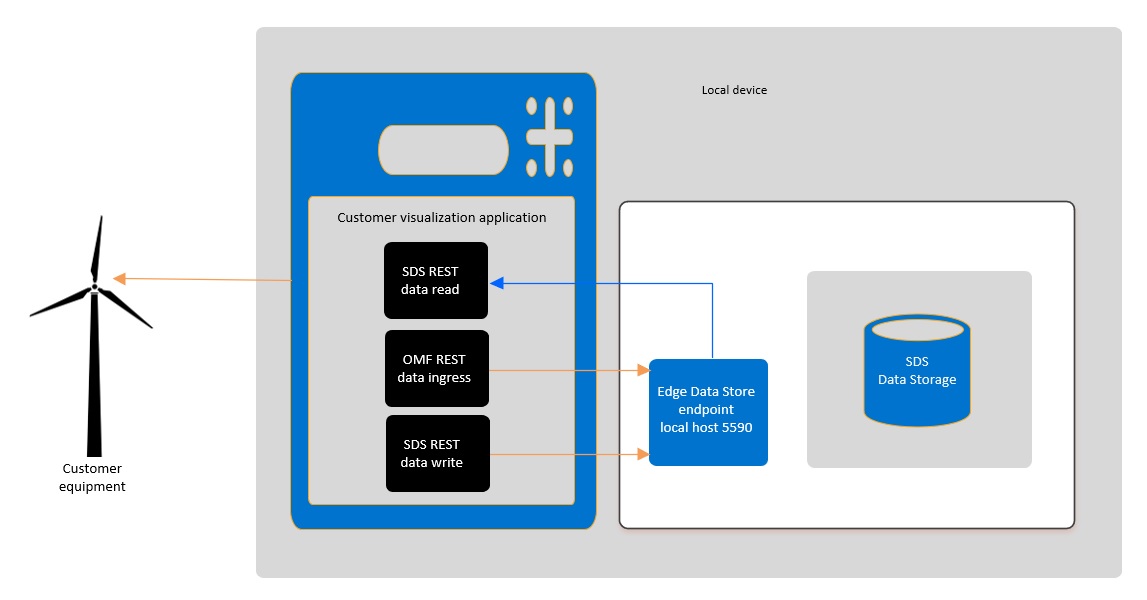 Local device
Customer visualization application
SDS REST
data read
OMF REST
data ingress
SDS REST
data write
Edge Data Store
endpoint
local host 5590
SDS
Data Storage
Customer
equipment